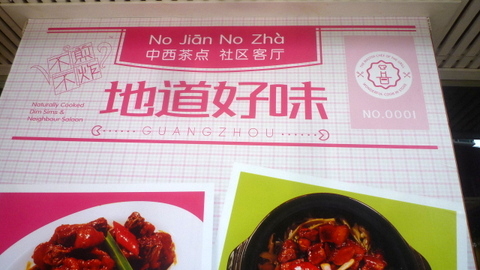 No Jiān No Zhà
中西茶点 社区客厅
不煎
不炸
Naturally Cooked
Dim Sims &
Neighbour Saloon
地道好味
GUANGZHOU
NO.0001